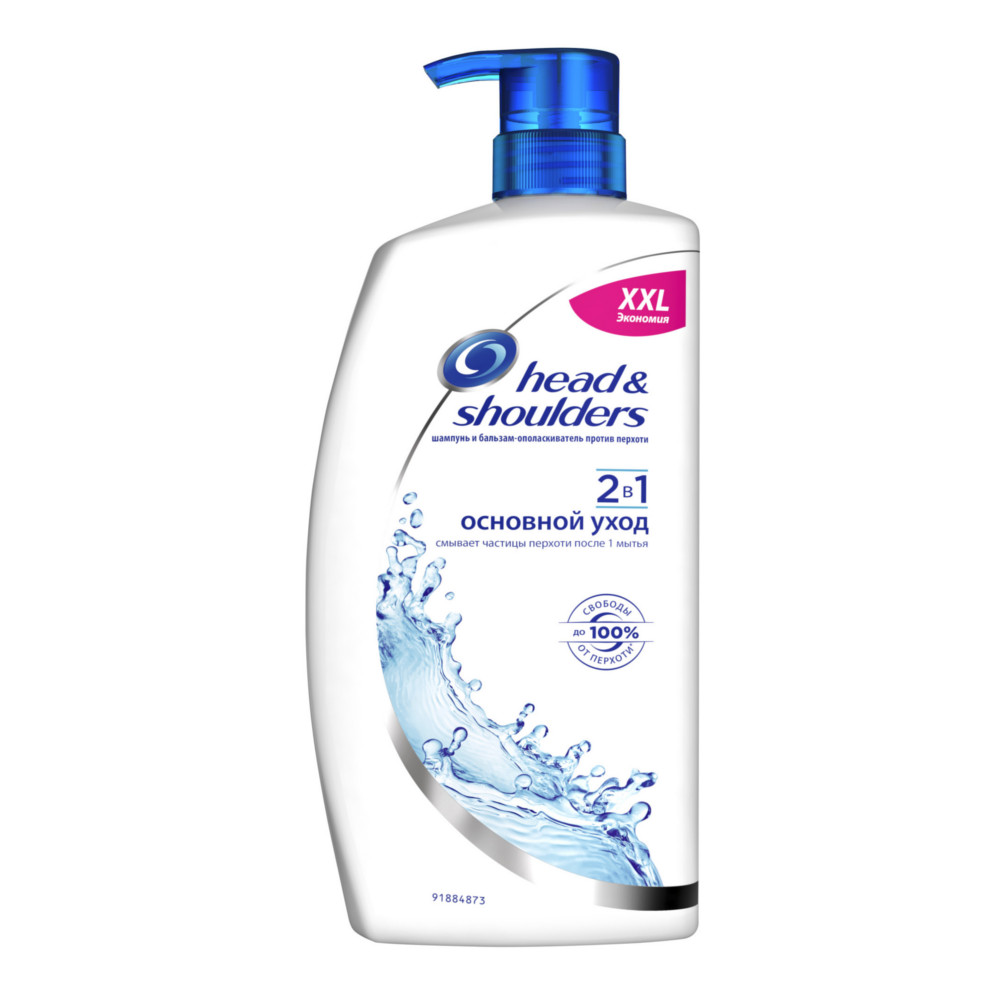 XXL
Экономия
head &
shoulders
шампунь и бальзам-ополаскиватель против перхоти
2в1
основной уход
смывает частицы перхоти после 1 мытья
СВОБОДЫ
до 100%
ОТ ПЕРХОТИ*
91884873